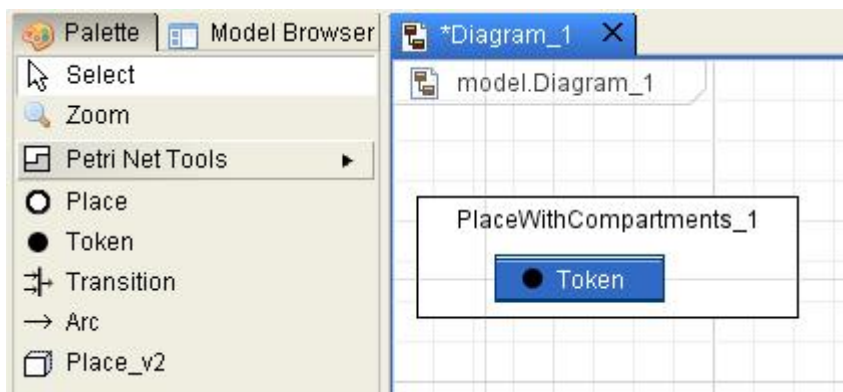 Palette
Model Browser
*Diagram_1
Select
Zoom
Petri Net Tools
Place
Token
Transition
Arc
Place_v2
model.Diagram_1
PlaceWithCompartments_1
Token